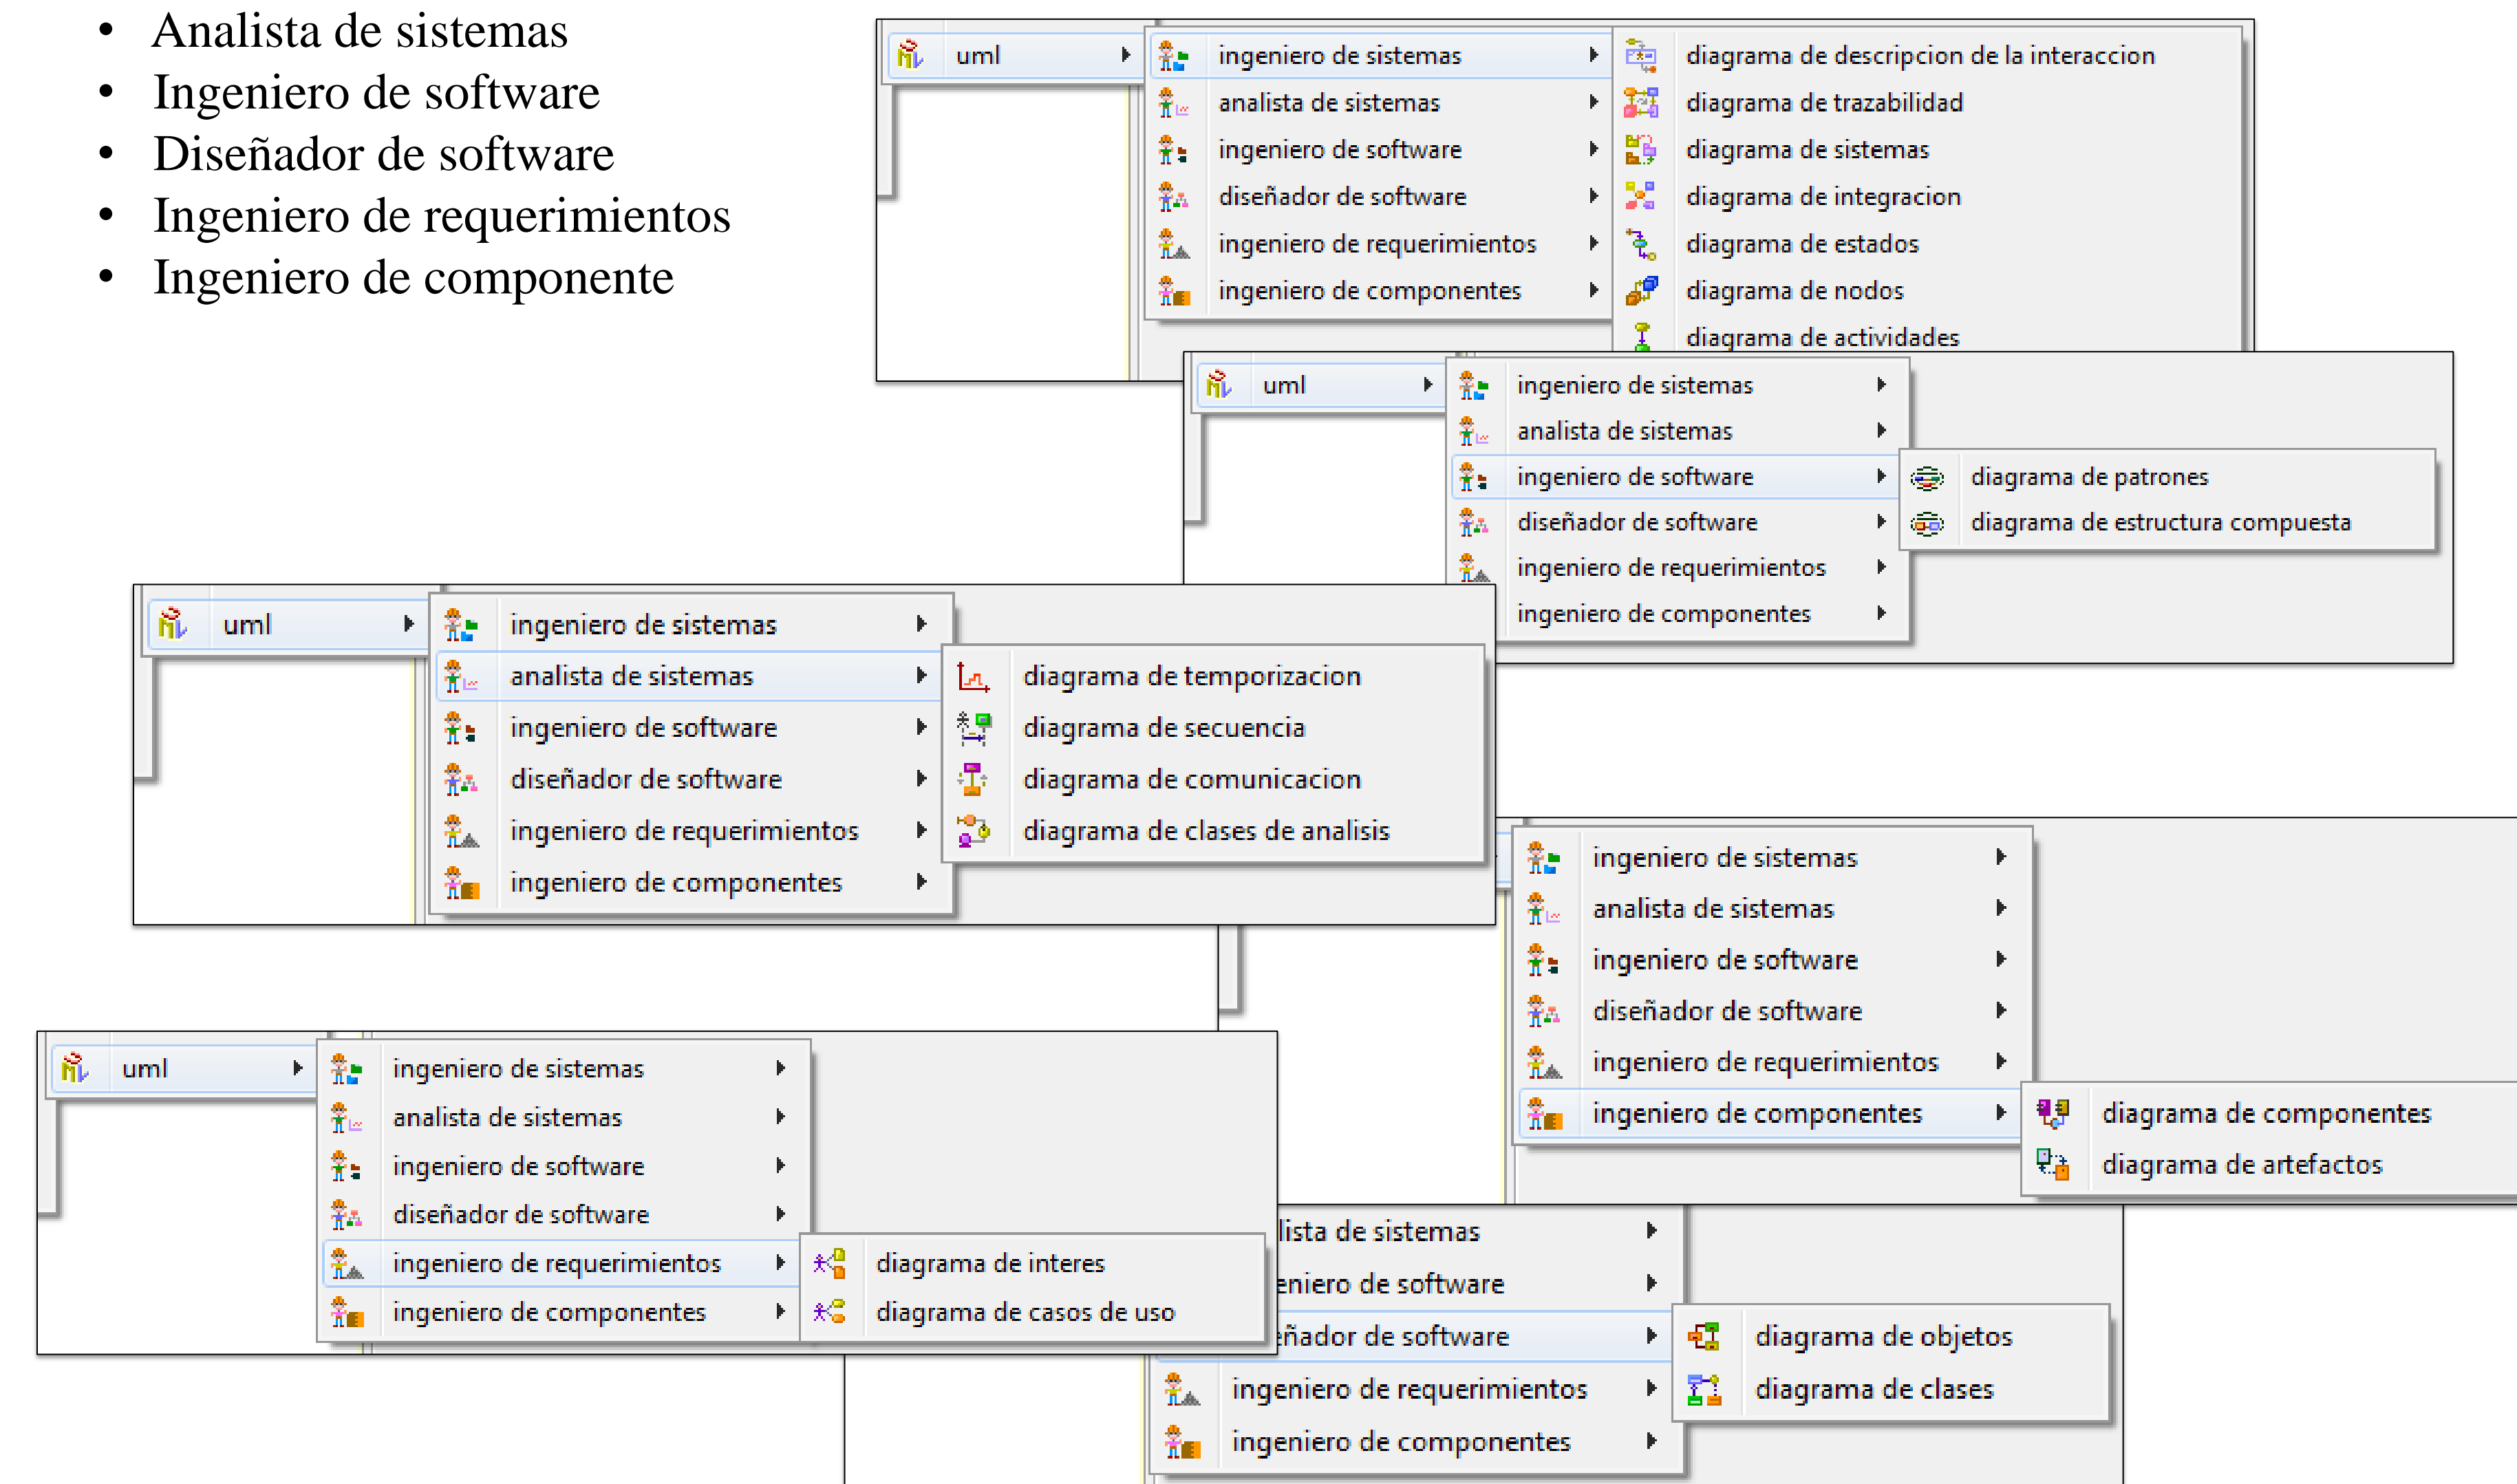 • Analista de sistemas
• Ingeniero de software
• Diseñador de software
• Ingeniero de requerimientos
• Ingeniero de componente
uml
ingeniero de sistemas
analista de sistemas
ingeniero de software
diseñador de software
ingeniero de requerimientos
ingeniero de componentes
diagrama de descripcion de la interaccion
diagrama de trazabilidad
diagrama de sistemas
diagrama de integracion
diagrama de estados
diagrama de nodos
diagrama de actividades
uml
ingeniero de sistemas
analista de sistemas
ingeniero de software
diseñador de software
ingeniero de requerimientos
ingeniero de componentes
diagrama de patrones
diagrama de estructura compuesta
uml
ingeniero de sistemas
analista de sistemas
ingeniero de software
diseñador de software
ingeniero de requerimientos
ingeniero de componentes
diagrama de temporizacion
diagrama de secuencia
diagrama de comunicacion
diagrama de clases de analisis
ingeniero de sistemas
analista de sistemas
ingeniero de software
diseñador de software
ingeniero de requerimientos
ingeniero de componentes
diagrama de componentes
diagrama de artefactos
uml
ingeniero de sistemas
analista de sistemas
ingeniero de software
diseñador de software
ingeniero de requerimientos
ingeniero de componentes
diagrama de interes
diagrama de casos de uso
lista de sistemas
eniero de software
eñador de software
ingeniero de requerimientos
ingeniero de componentes
diagrama de objetos
diagrama de clases